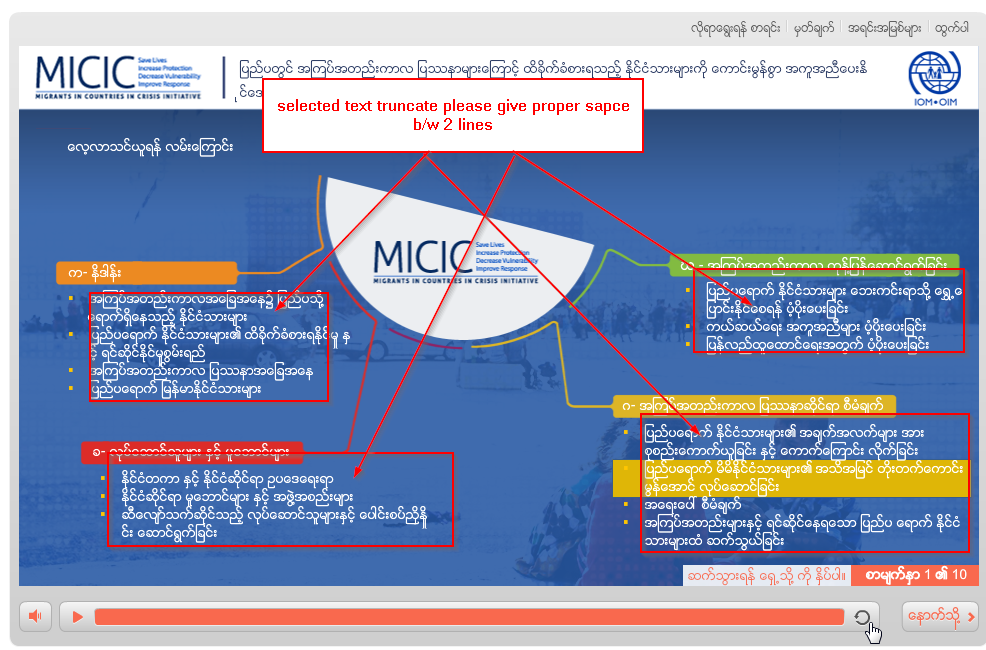 လိုရာရွေးရန် စာရင်း
မှတ်ချက်
အရင်းအမြစ်များ
ထွက်ပါ
MICIC
Save Lives
Increase Protection
Decrease Vulnerability
Improve Response
MIGRANTS IN COUNTRIES IN CRISIS INITIATIVE
ပြည်ပတွင် အကြပ်အတည်းကာလ ပြဿနာများကြောင့် ထိခိုက်ခံစားရသည့် နိုင်ငံသားများကို ကောင်းမွန်စွာ အကူအညီပေးနိ
IOM•OIM
selected text truncate please give proper sapce
b/w 2 lines
လေ့လာသင်ယူရန် လမ်းကြောင်း
MICIC
Save Lives
Increase Protection
Decrease Vulnerability
Improve Response
MIGRANTS IN COUNTRIES IN CRISIS INITIATIVE
က- နိဒါန်း
အကြပ်အတည်းကာလအခြေအနေ၌ ပြည်ပသို့
ရောက်ရှိနေသည့် နိုင်ငံသားများ
ပြည်ပရောက် နိုင်ငံသားများ၏ ထိခိုက်ခံစားရနိုင်မှု န
ှင့် ရင်ဆိုင်နိုင်မှုစွမ်းရည်
အကြပ်အတည်းကာလ ပြဿနာအခြေအနေ
ပြည်ပရောက် မြန်မာနိုင်ငံသားများ
ခ- လုပ်ဆောင်သူများ နှင့် မူဘောင်များ
နိုင်ငံတကာ နှင့် နိုင်ငံဆိုင်ရာ ဥပဒေရေးရာ
နိုင်ငံဆိုင်ရာ မူဘောင်များ နှင့် အဖွဲ့အစည်းများ
ဆီလျော်သက်ဆိုင်သည့် လုပ်ဆောင်သူများနှင့် ပေါင်းစပ်ညှိနှို
င်း ဆောင်ရွက်ခြင်း
ဃ - အကြပ်အတည်းကာလ တုန့်ပြန်ဆောင်ရွက်ခြင်း
ပြည်ပရောက် နိုင်ငံသားများ ဘေးကင်းရာသို့ ရွှေ့ပြ
ောင်းနိုင်စေရန် ပံ့ပိုးပေးခြင်း
ကယ်ဆယ်ရေး အကူအညီများ ပံ့ပိုးပေးခြင်း
ပြန်လည်ထူထောင်ရေးအတွက် ပံ့ပိုးပေးခြင်း
ဂ- အကြပ်အတည်းကာလ ပြဿနာဆိုင်ရာ စီမံချက်
ပြည်ပရောက် နိုင်ငံသားများ၏ အချက်အလက်များ အား
စုစည်းကောက်ယူခြင်း နှင့် ကောက်ကြောင်း လိုက်ခြင်း
ပြည်ပရောက် မိမိနိုင်ငံသားများ၏ အသိအမြင် တိုးတက်ကောင်း
မွန်အောင် လုပ်ဆောင်ခြင်း
အရေးပေါ် စီမံချက်
အကြပ်အတည်းများနှင့် ရင်ဆိုင်နေရသော ပြည်ပ ရောက် နိုင်ငံ
သားများထံ ဆက်သွယ်ခြင်း
ဆက်သွားရန် ရှေ့သို့ ကို နှိပ်ပါ။
စာမျက်နှာ 1 ၏ 10
နောက်သို့